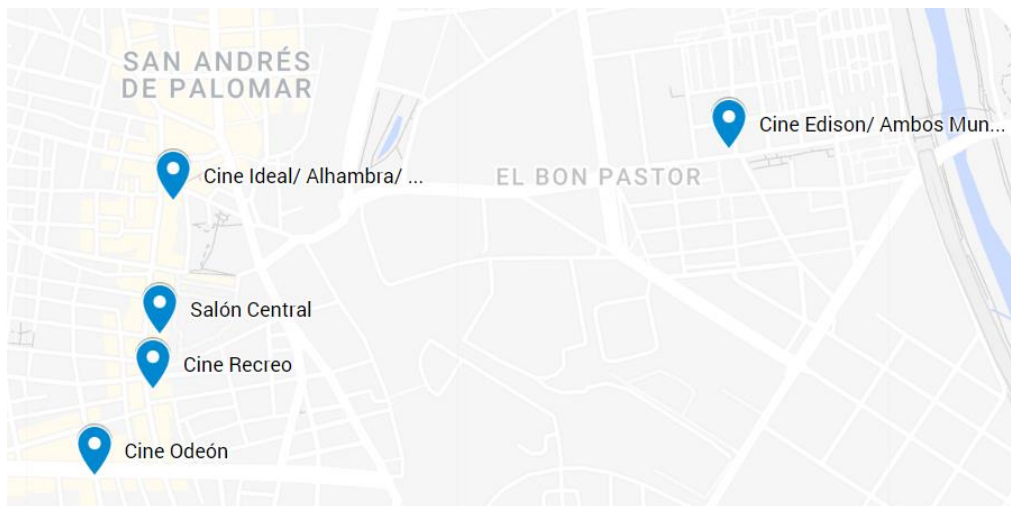 SAN ANDRÉS
DE PALOMAR
Cine Edison/ Ambos Mun...
Cine Ideal/ Alhambra/ ...
EL BON PASTOR
Salón Central
Cine Recreo
Cine Odeón